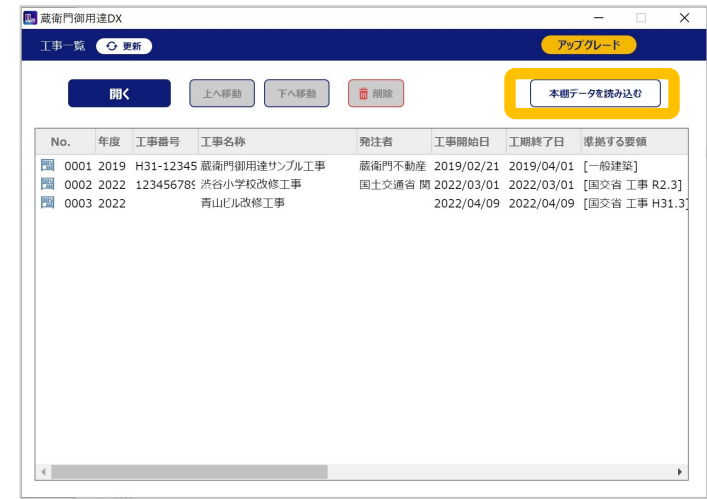 蔵衛門御用達DX
工事一覧 更新 アップグレード
開く 上へ移動 下へ移動 削除 本棚データを読み込む
No. 年度 工事番号 工事名称 発注者 工事開始日 工期終了日 準拠する要領
0001 2019 H31-12345 蔵衛門御用達サンプル工事 蔵衛門不動産 2019/02/21 2019/04/01 [一般建築]
0002 2022 123456789 渋谷小学校改修工事 国土交通省 関 2022/03/01 2022/03/01 [国交省 工事 R2.3]
0003 2022 青山ビル改修工事 2022/04/09 2022/04/09 [国交省 工事 H31.3]